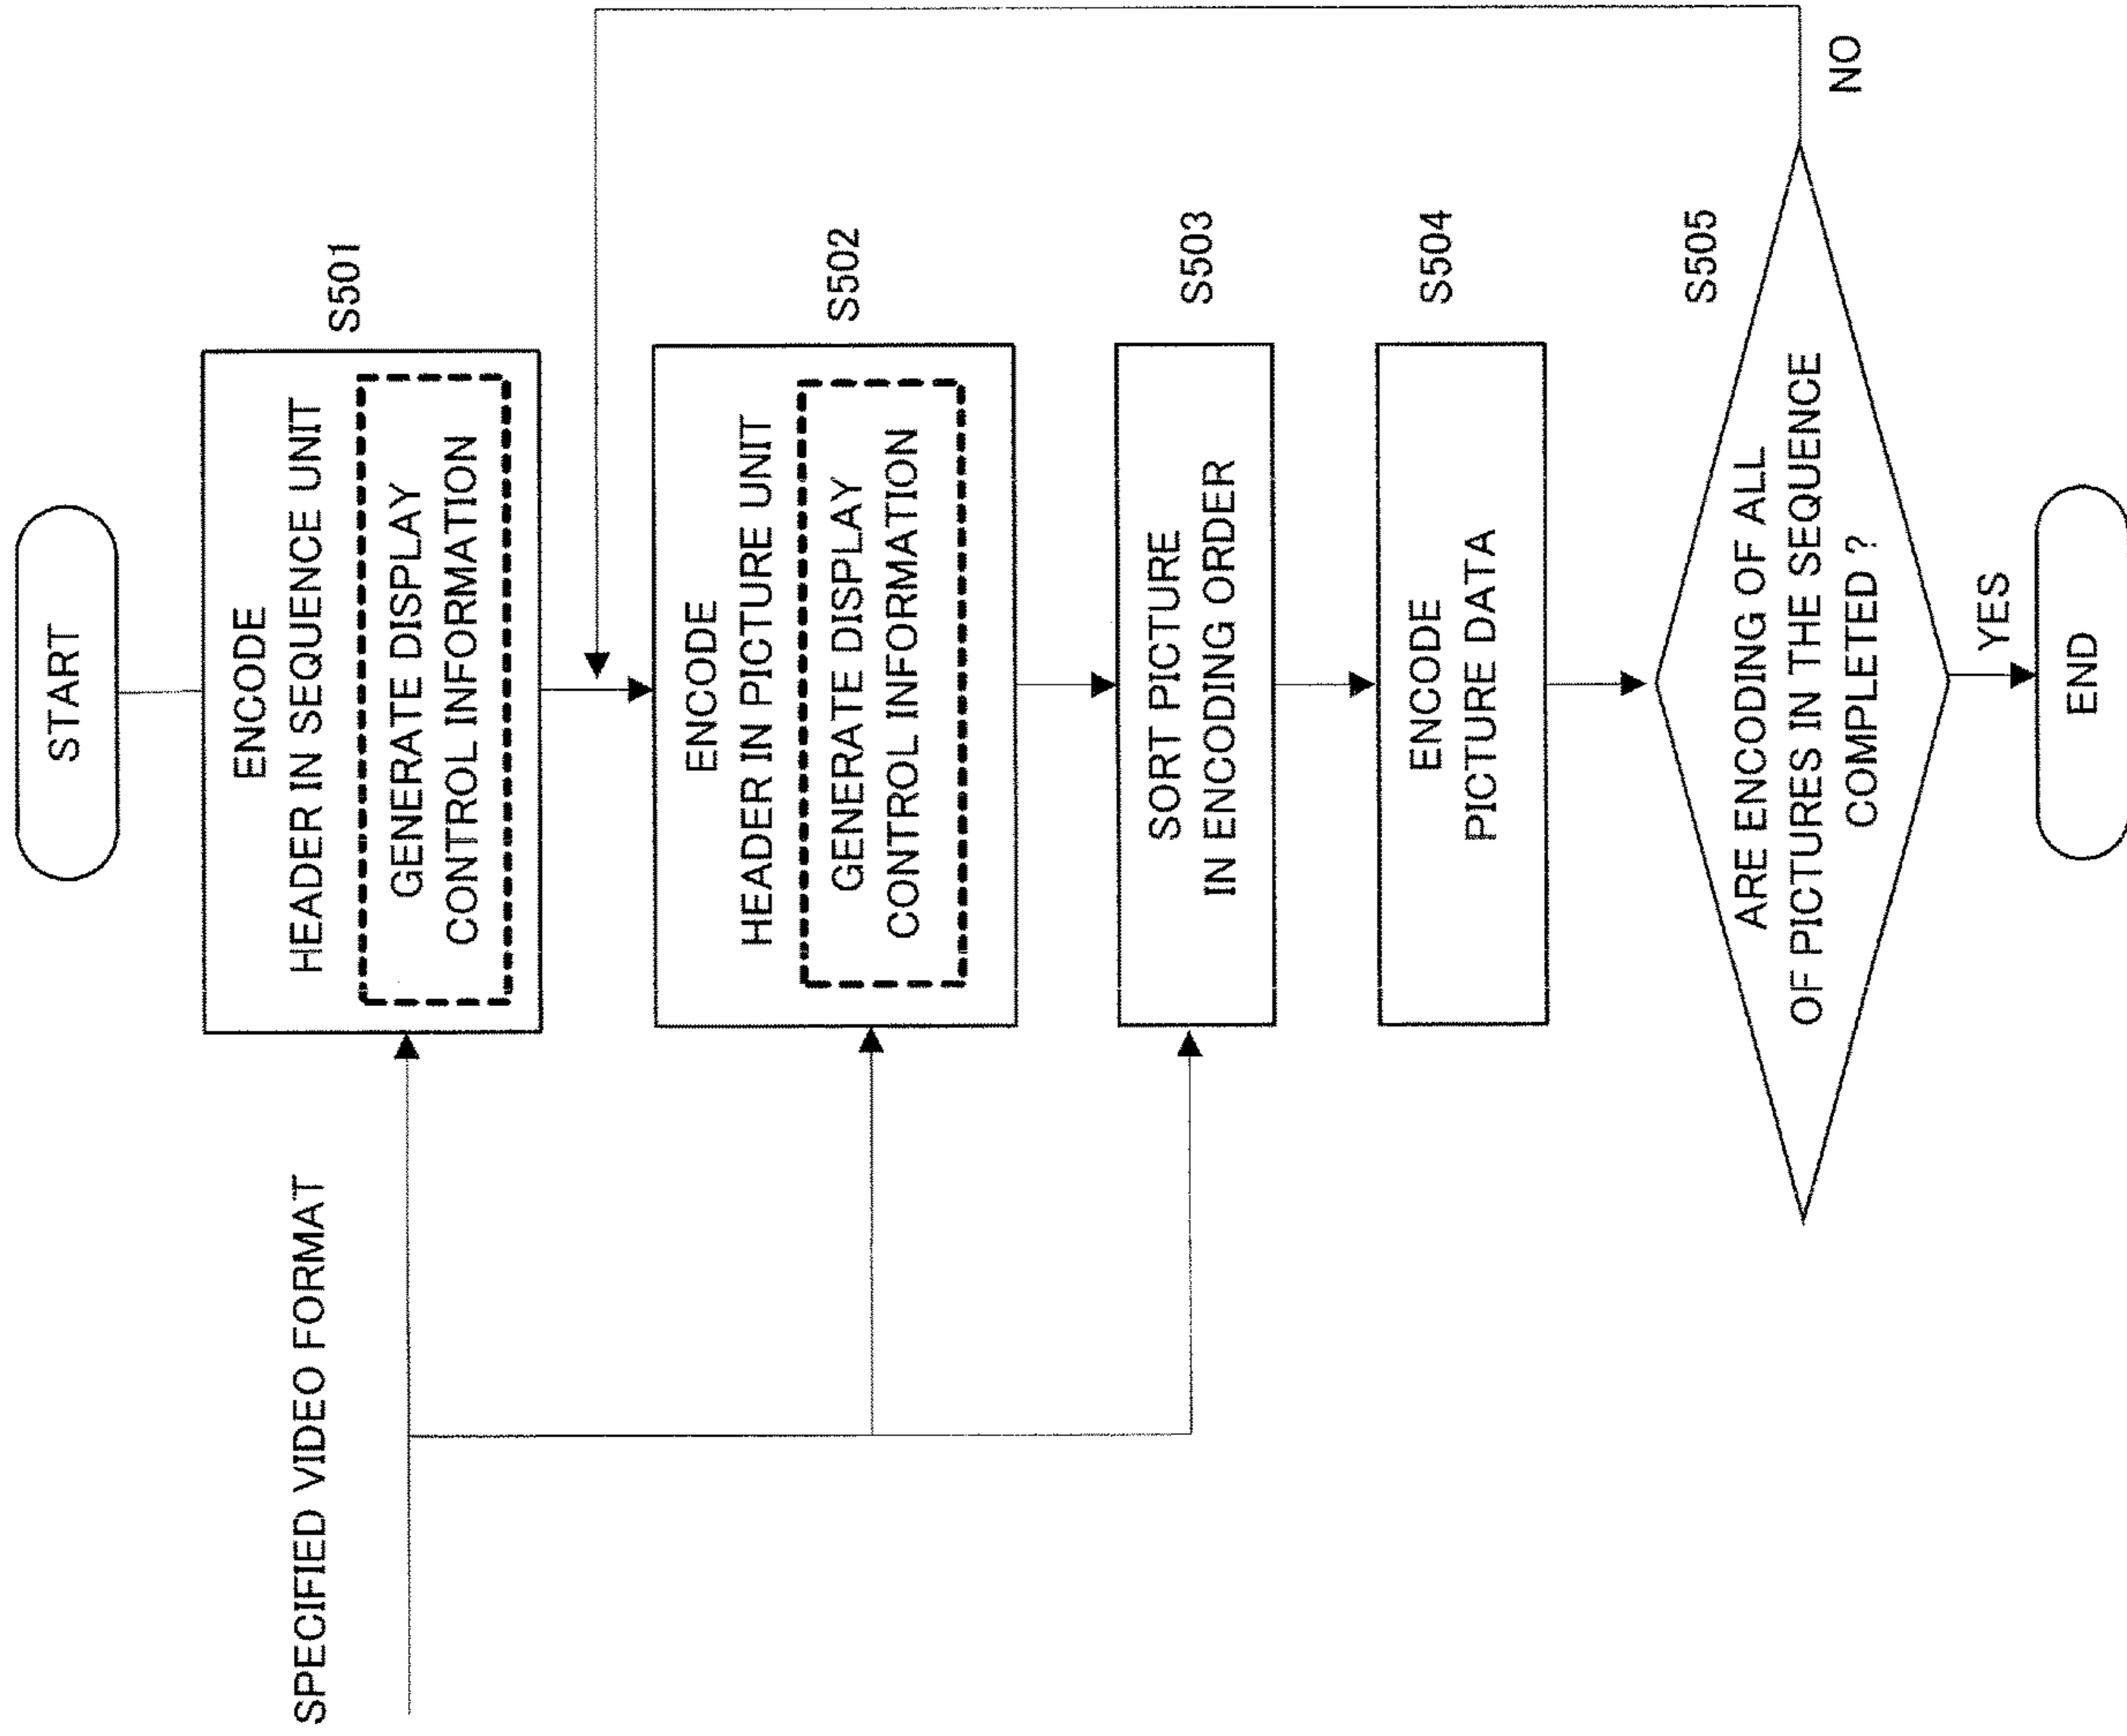 START
SPECIFIED VIDEO FORMAT
ENCODE
HEADER IN SEQUENCE UNIT
S501
GENERATE DISPLAY
CONTROL INFORMATION
ENCODE
HEADER IN PICTURE UNIT
S502
GENERATE DISPLAY
CONTROL INFORMATION
SORT PICTURE
IN ENCODING ORDER
S503
ENCODE
PICTURE DATA
S504
S505
ARE ENCODING OF ALL
OF PICTURES IN THE SEQUENCE
COMPLETED ?
NO
YES
END